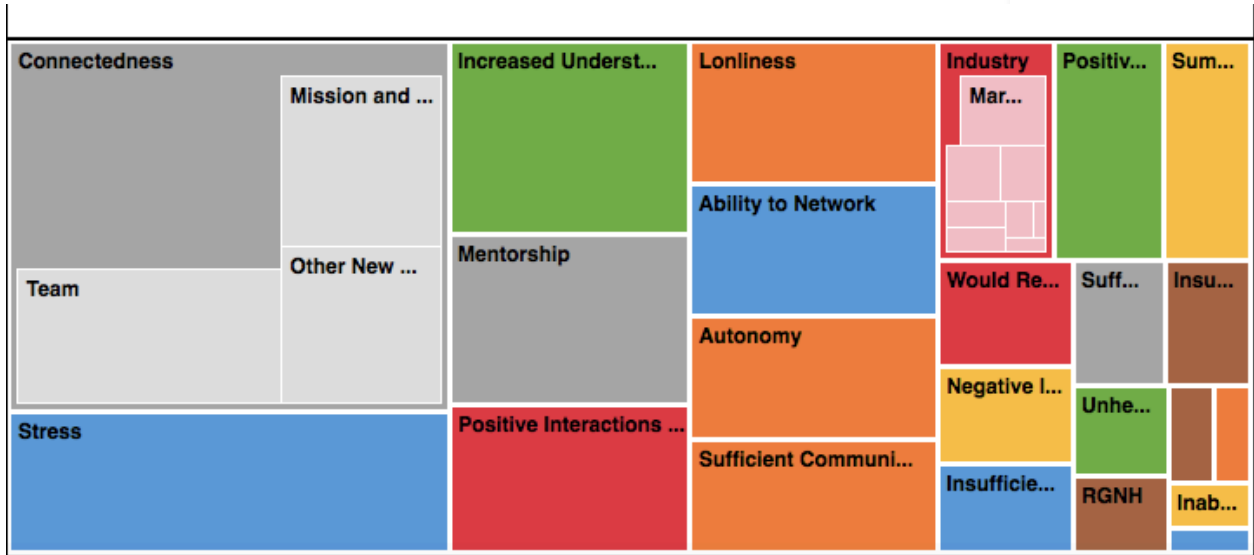 Connectedness
Mission and ...
Other New ...
Team
Stress
Increased Underst...
Mentorship
Positive Interactions ...
Lonliness
Ability to Network
Autonomy
Sufficient Communi...
Industry
Mar...
Positiv...
Sum...
Would Re...
Suff...
Insu...
Negative I...
Unhe...
Insufficie...
RGNH
Inab...